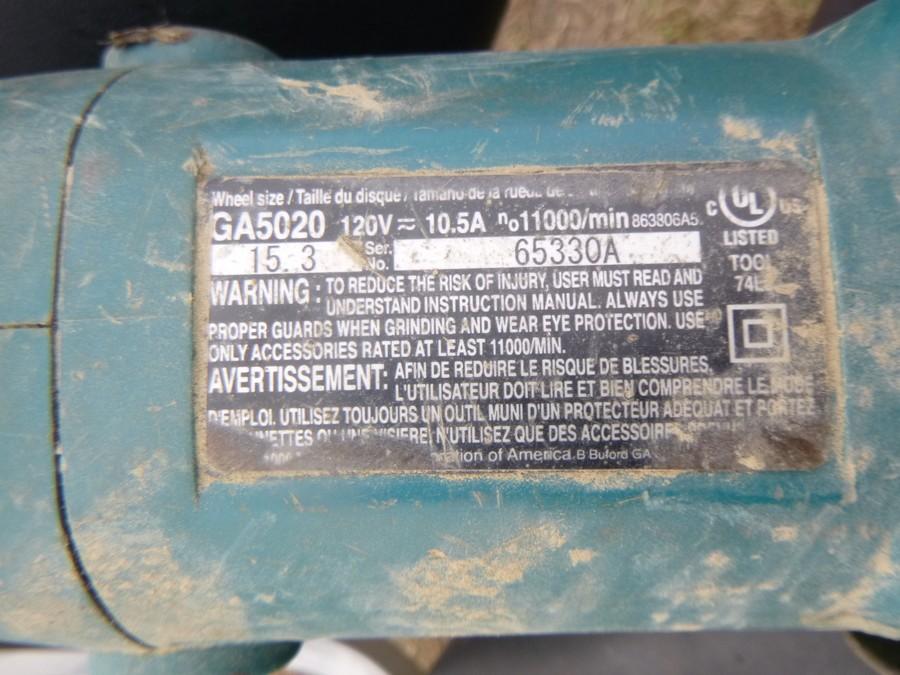 Wheel size / Taille du disque /
GA5020 120V ≂ 10.5A no11000/min 863806A5
15. 3 Ser. No. 65330A
WARNING: TO REDUCE THE RISK OF INJURY, USER MUST READ AND
UNDERSTAND INSTRUCTION MANUAL. ALWAYS USE
PROPER GUARDS WHEN GRINDING AND WEAR EYE PROTECTION. USE
ONLY ACCESSORIES RATED AT LEAST 11000/MIN.
AVERTISSEMENT: AFIN DE REDUIRE LE RISQUE DE BLESSURES,
L'UTILISATEUR DOIT LIRE ET BIEN COMPRENDRE LE MODE
D'EMPLOI. UTILISEZ TOUJOURS UN OUTIL MUNI D'UN PROTECTEUR ADEQUAT ET PORTEZ
OU UNE VISIERE. N'UTILISEZ QUE DES
of America. B Buford GA
C UL US
LISTED